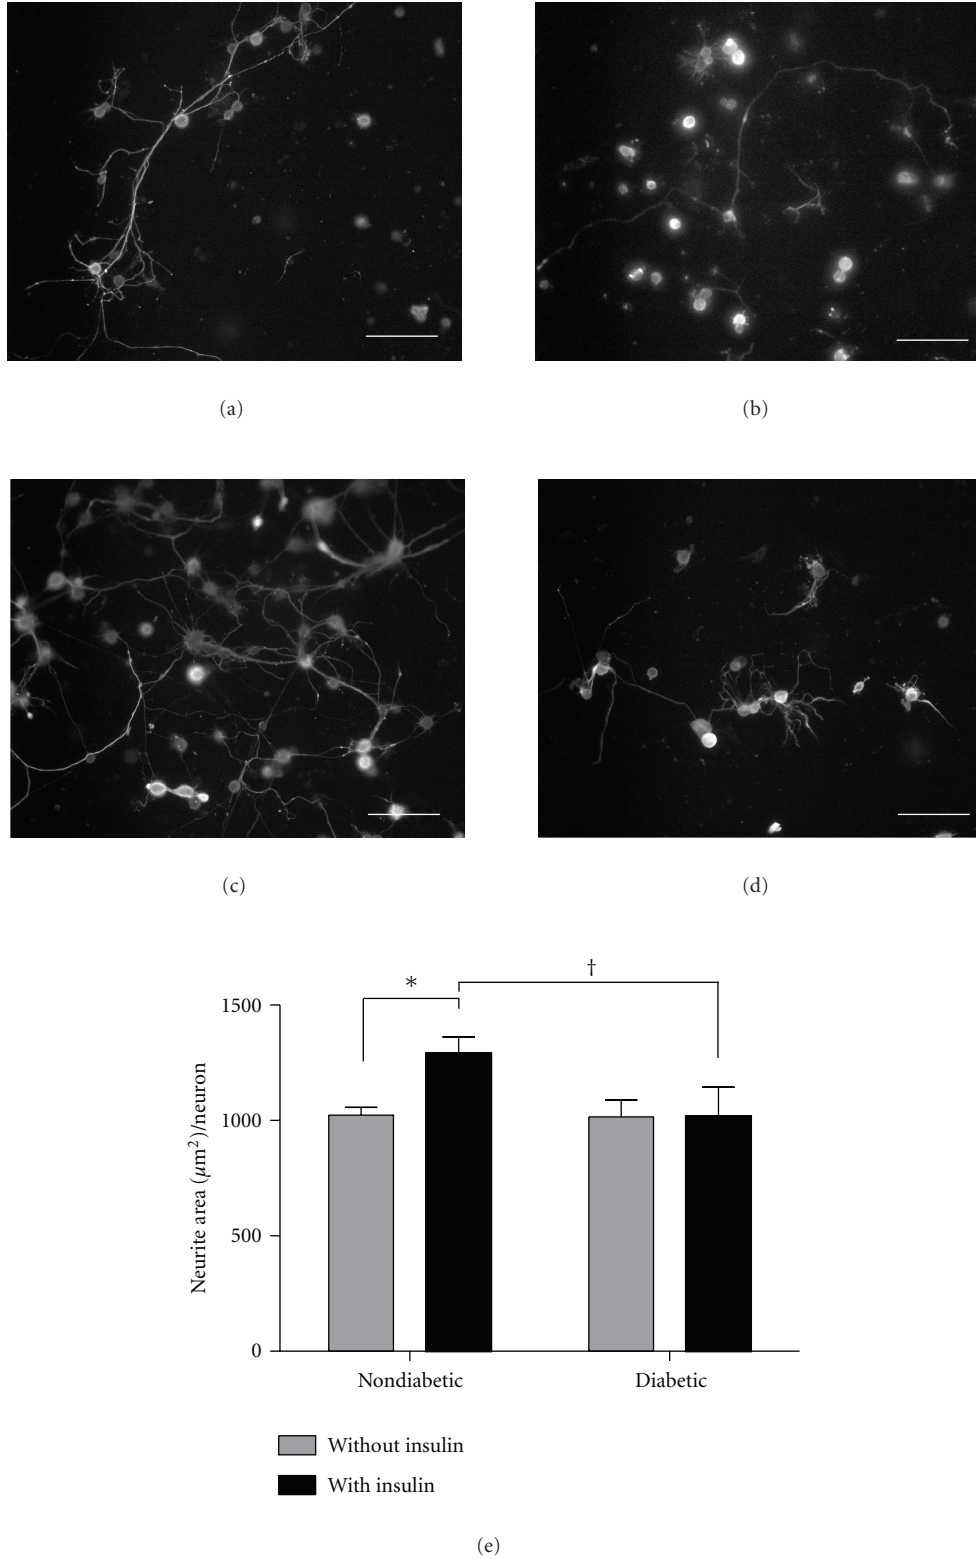 (a)
(b)
(c)
(d)
∗
†
1500
1000
500
0
Neurite area (μm²)/neuron
Nondiabetic
Diabetic
Without insulin
With insulin
(e)